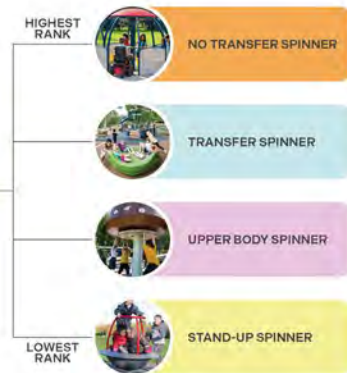 HIGHEST
RANK
NO TRANSFER SPINNER
TRANSFER SPINNER
UPPER BODY SPINNER
LOWEST
RANK
STAND-UP SPINNER